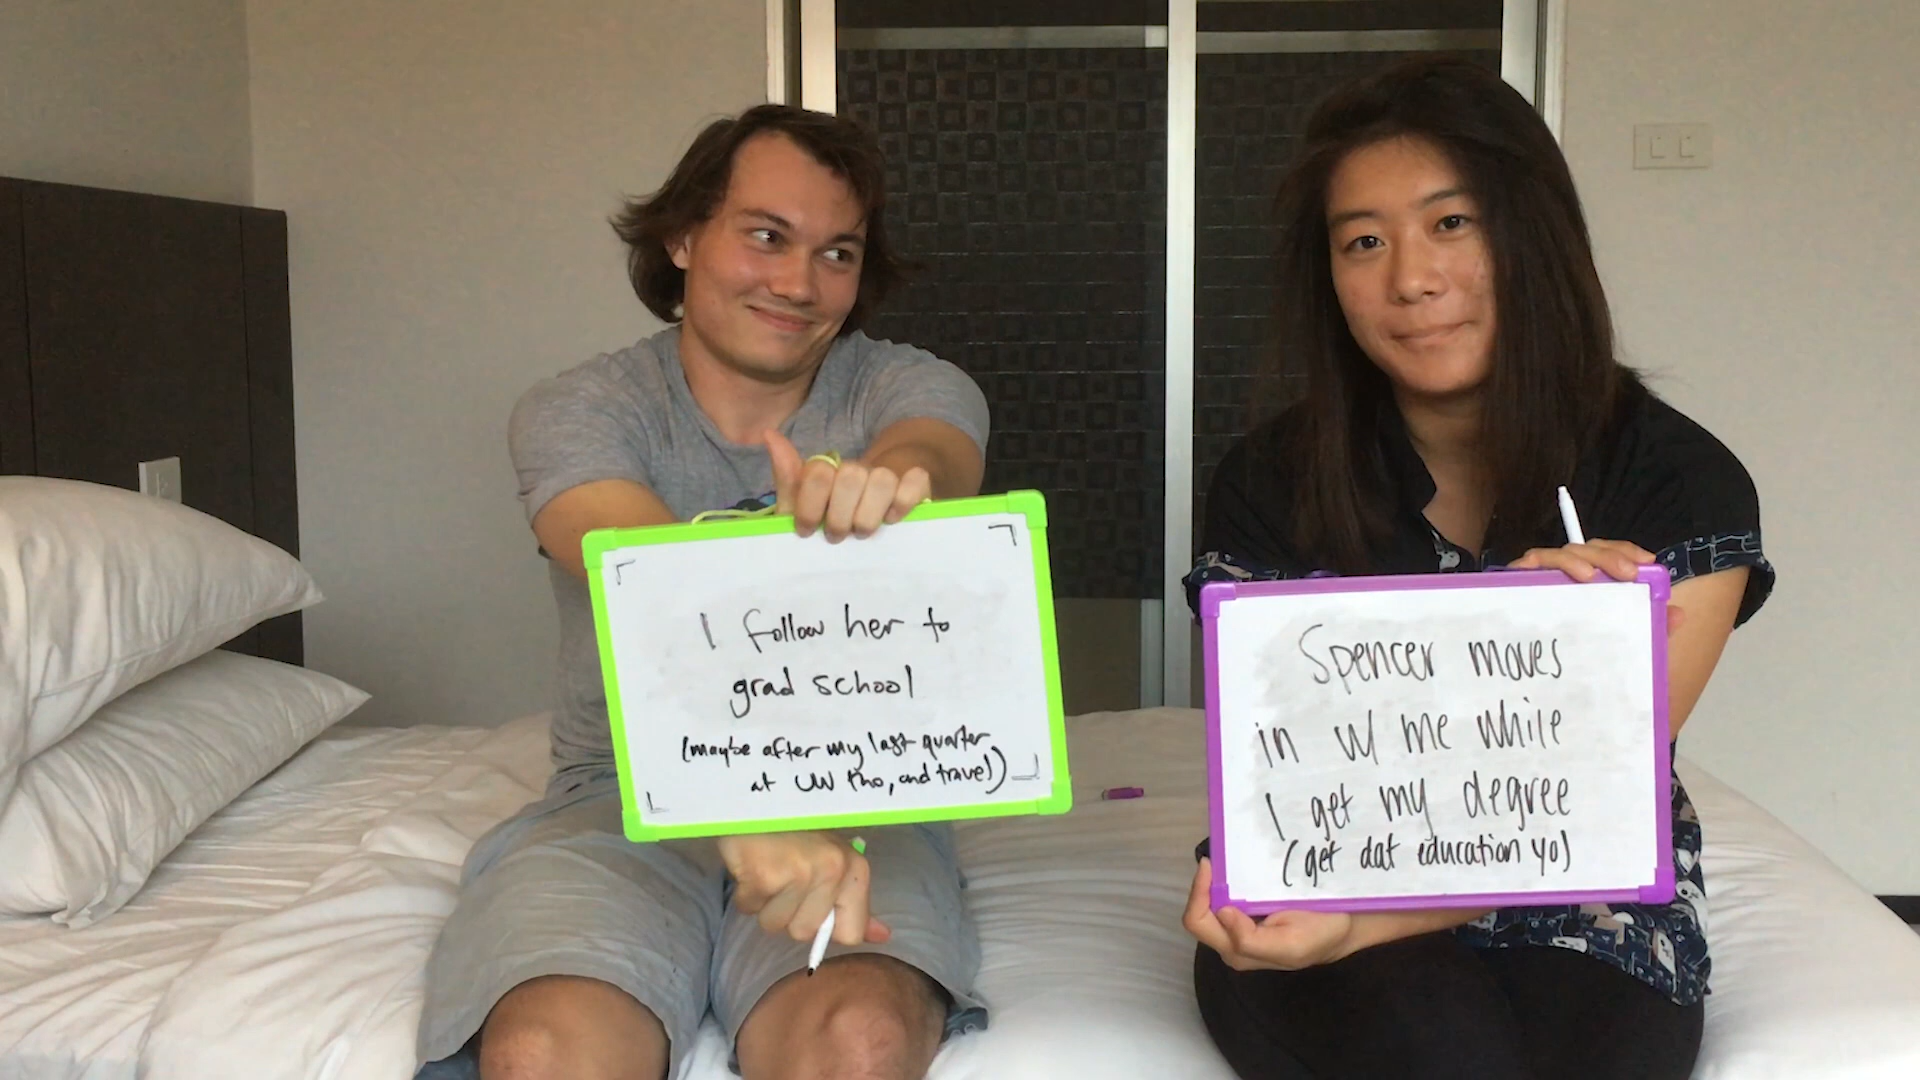 I follow her to
grad school
(maybe after my last quarter
at UW tho, and travel)
Spencer moves
in w/ me while
I get my degree
(get dat education yo)